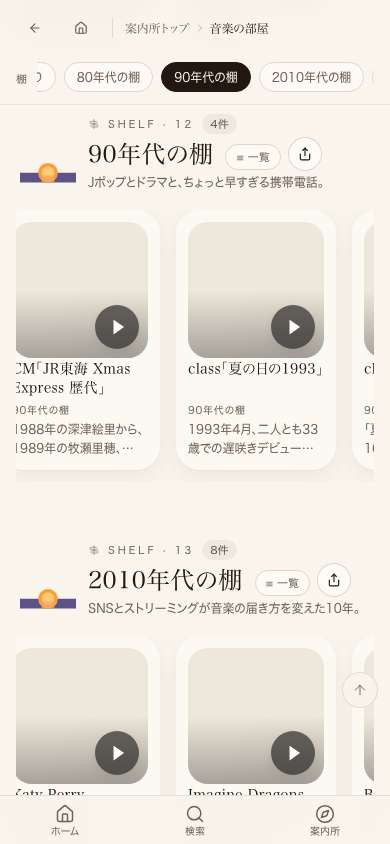 案内所トップ › 音楽の部屋
棚 80年代の棚 90年代の棚 2010年代の棚
SHELF · 12 4件
90年代の棚 一覧
Jポップとドラマと、ちょっと早すぎる携帯電話。
CM「JR東海 Xmas Express 歴代」
90年代の棚
1988年の深津絵里から、
1989年の牧瀬里穂、…
class「夏の日の1993」
90年代の棚
1993年4月、二人とも33
歳での遅咲きデビュー…
SHELF · 13 8件
2010年代の棚 一覧
SNSとストリーミングが音楽の届き方を変えた10年。
Katy Perry
Imagine Dragons
ホーム 検索 案内所